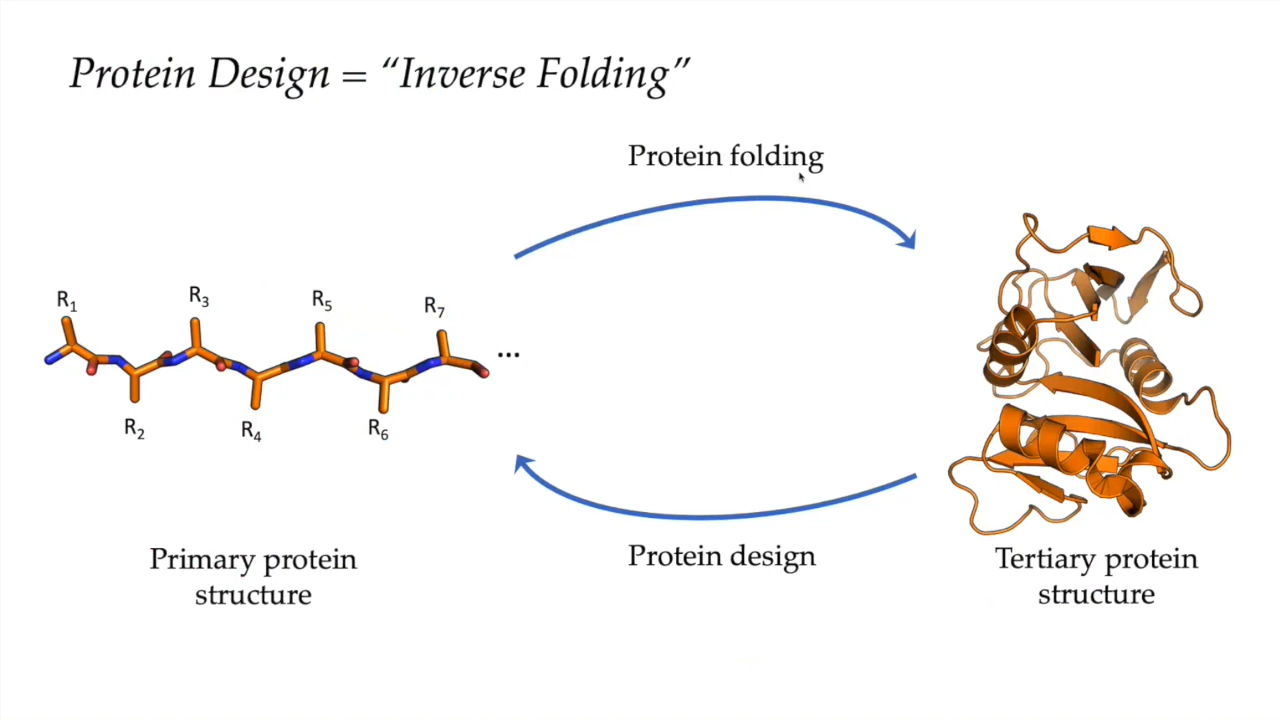 Protein Design = “Inverse Folding”
Protein folding
R1
R3
R5
R7
...
R2
R4
R6
Primary protein
structure
Protein design
Tertiary protein
structure